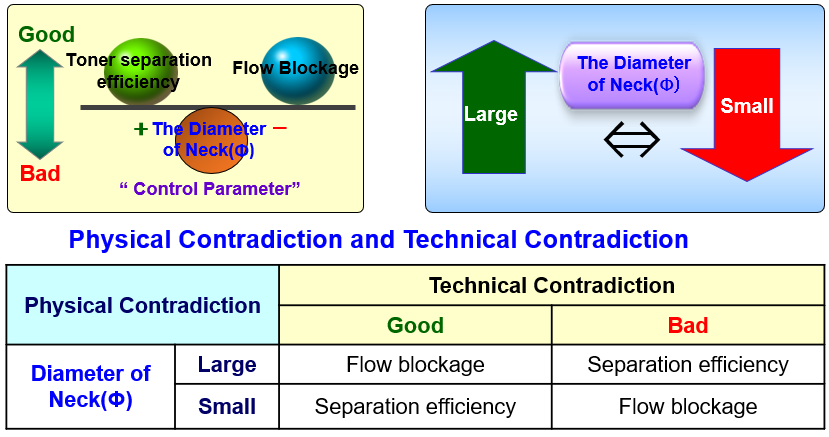 Good
Toner separation
efficiency
Flow Blockage
+ The Diameter −
of Neck(Φ)
Bad
“ Control Parameter”
The Diameter
of Neck(Φ)
Large
Small
Physical Contradiction and Technical Contradiction
Physical Contradiction
Technical Contradiction
Good
Bad
Diameter of
Neck(Φ)
Large
Flow blockage
Separation efficiency
Small
Separation efficiency
Flow blockage